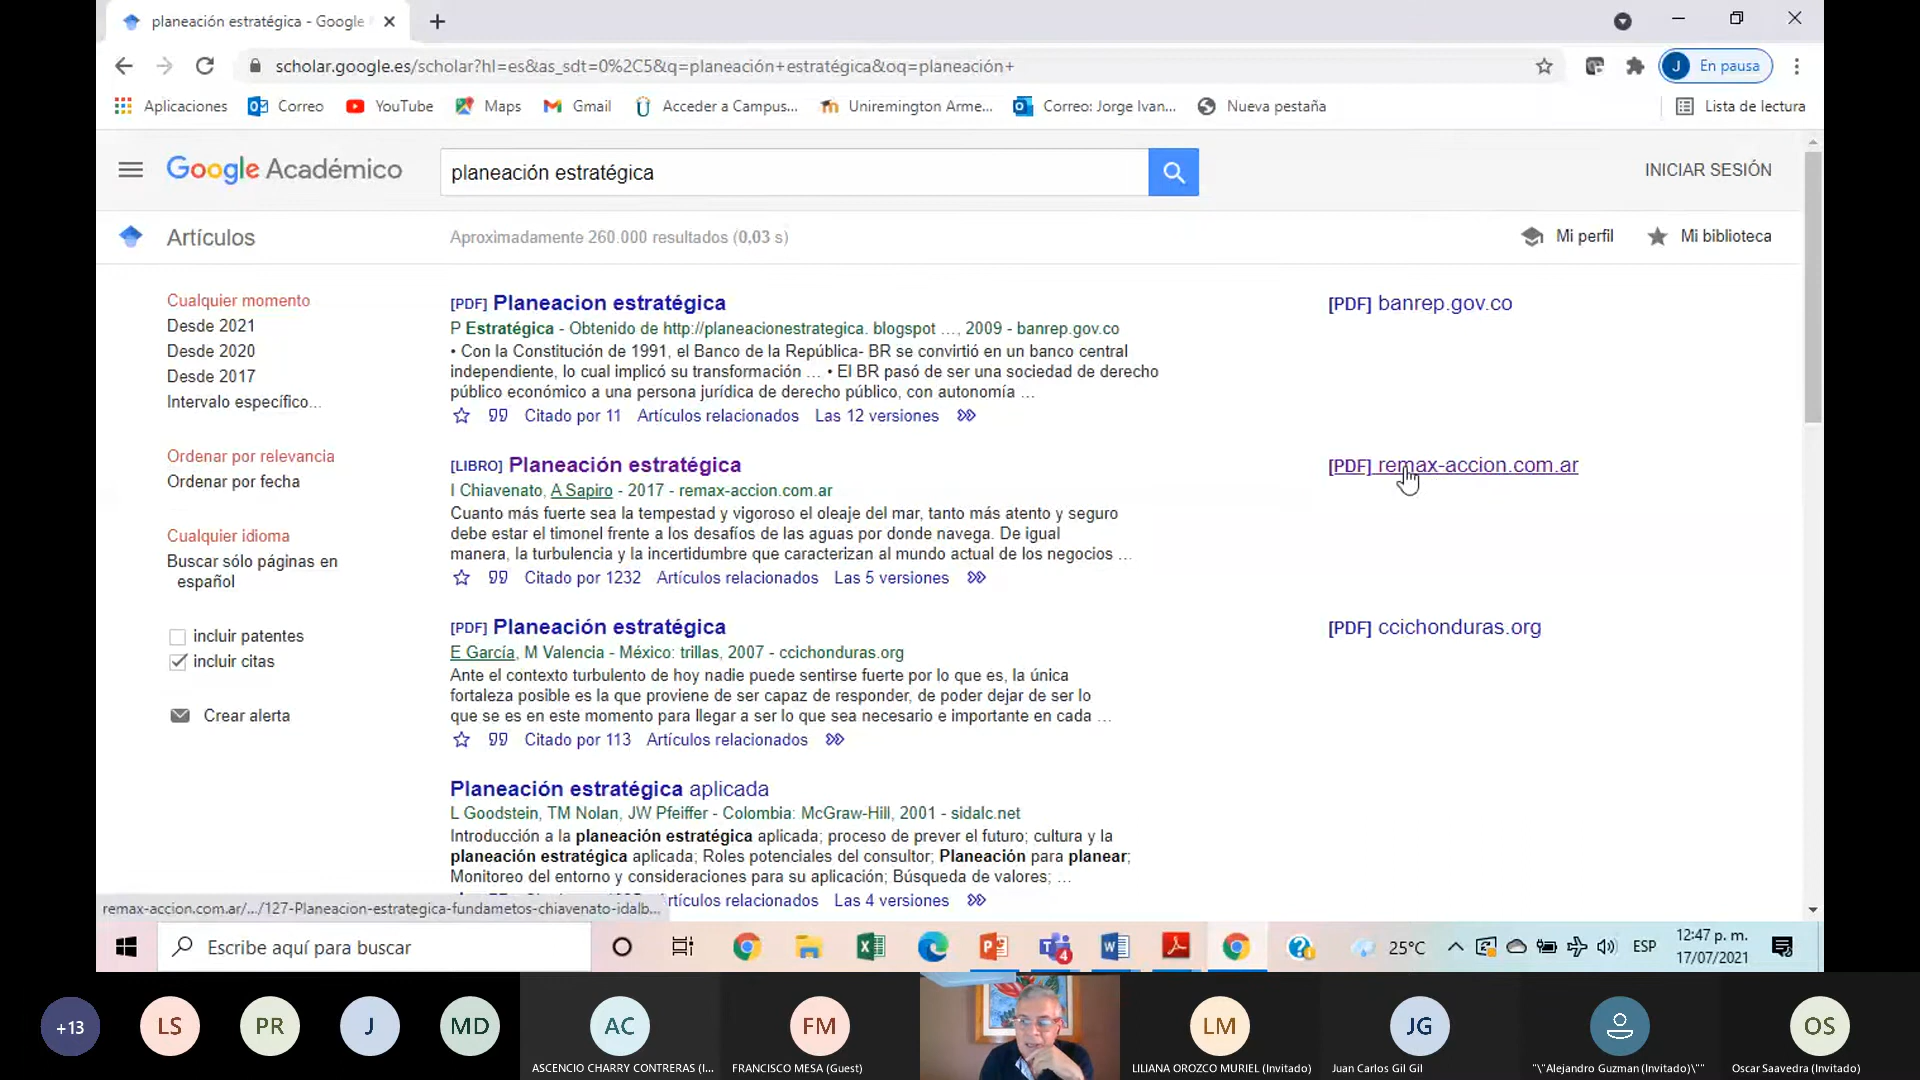 planeación estratégica - Google
scholar.google.es/scholar?hl=es&as_sdt=0%2C5&q=planeación+estratégica&oq=planeación+
J En pausa
Aplicaciones Correo YouTube Maps Gmail Acceder a Campus... Uniremington Arme... Correo: Jorge Ivan... Nueva pestaña Lista de lectura
Google Académico
planeación estratégica
INICIAR SESIÓN
Artículos
Aproximadamente 260.000 resultados (0,03 s)
Mi perfil Mi biblioteca
Cualquier momento
Desde 2021
Desde 2020
Desde 2017
Intervalo específico...
Ordenar por relevancia
Ordenar por fecha
Cualquier idioma
Buscar sólo páginas en
español
incluir patentes
incluir citas
Crear alerta
[PDF] Planeacion estratégica
P Estratégica - Obtenido de http://planeacionestrategica. blogspot …, 2009 - banrep.gov.co
• Con la Constitución de 1991, el Banco de la República- BR se convirtió en un banco central
independiente, lo cual implicó su transformación … • El BR pasó de ser una sociedad de derecho
público económico a una persona jurídica de derecho público, con autonomía …
Citado por 11 Artículos relacionados Las 12 versiones
[PDF] banrep.gov.co
[LIBRO] Planeación estratégica
I Chiavenato, A Sapiro - 2017 - remax-accion.com.ar
Cuanto más fuerte sea la tempestad y vigoroso el oleaje del mar, tanto más atento y seguro
debe estar el timonel frente a los desafíos de las aguas por donde navega. De igual
manera, la turbulencia y la incertidumbre que caracterizan al mundo actual de los negocios …
Citado por 1232 Artículos relacionados Las 5 versiones
[PDF] remax-accion.com.ar
[PDF] Planeación estratégica
E García, M Valencia - México: trillas, 2007 - ccichonduras.org
Ante el contexto turbulento de hoy nadie puede sentirse fuerte por lo que es, la única
fortaleza posible es la que proviene de ser capaz de responder, de poder dejar de ser lo
que se es en este momento para llegar a ser lo que sea necesario e importante en cada …
Citado por 113 Artículos relacionados
[PDF] ccichonduras.org
Planeación estratégica aplicada
L Goodstein, TM Nolan, JW Pfeiffer - Colombia: McGraw-Hill, 2001 - sidalc.net
Introducción a la planeación estratégica aplicada; proceso de prever el futuro; cultura y la
planeación estratégica aplicada; Roles potenciales del consultor; Planeación para planear;
Monitoreo del entorno y consideraciones para su aplicación; Búsqueda de valores; …
rtículos relacionados Las 4 versiones
remax-accion.com.ar/.../127-Planeacion-estrategica-fundametos-chiavenato-idalb...
Escribe aquí para buscar
4
25°C
ESP
12:47 p. m.
17/07/2021
+13 LS PR J MD AC FM LM JG OS
ASCENCIO CHARRY CONTRERAS (I... FRANCISCO MESA (Guest) LILIANA OROZCO MURIEL (Invitado) Juan Carlos Gil Gil "\"Alejandro Guzman (Invitado)\"" Oscar Saavedra (Invitado)